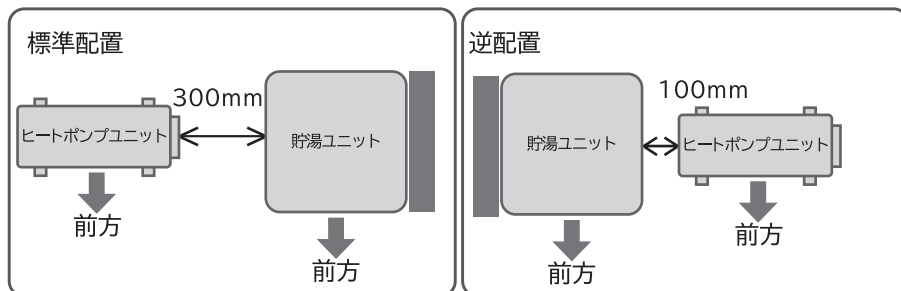 標準配置
300mm
ヒートポンプユニット
貯湯ユニット
前方
前方
逆配置
100mm
貯湯ユニット
ヒートポンプユニット
前方
前方